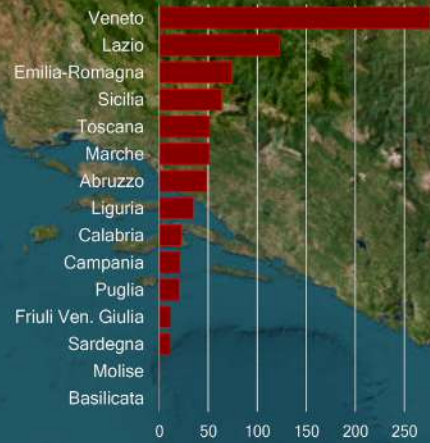 Veneto
Lazio
Emilia-Romagna
Sicilia
Toscana
Marche
Abruzzo
Liguria
Calabria
Campania
Puglia
Friuli Ven. Giulia
Sardegna
Molise
Basilicata
0 50 100 150 200 250